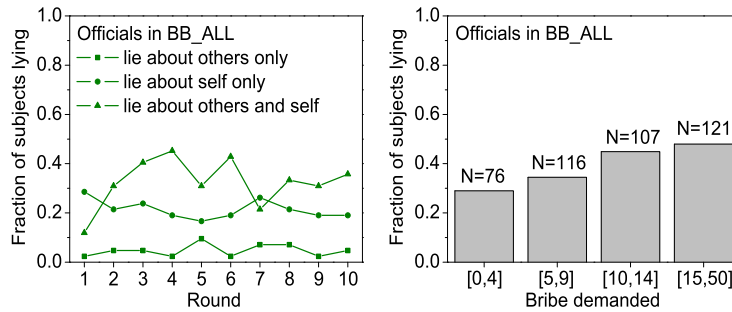 Officials in BB_ALL
lie about others only
lie about self only
lie about others and self
Fraction of subjects lying
1.0
0.8
0.6
0.4
0.2
0.0
1 2 3 4 5 6 7 8 9 10
Round
Officials in BB_ALL
Fraction of subjects lying
1.0
0.8
0.6
0.4
0.2
0.0
N=76
N=116
N=107
N=121
[0,4] [5,9] [10,14] [15,50]
Bribe demanded